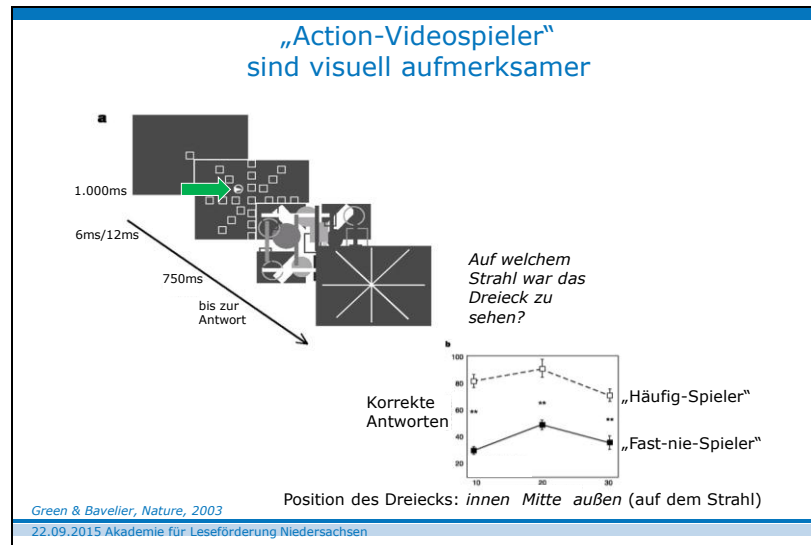 „Action-Videospieler“
sind visuell aufmerksamer
a
1.000ms
6ms/12ms
750ms
bis zur
Antwort
Auf welchem
Strahl war das
Dreieck zu
sehen?
b
Korrekte
Antworten
100
80
60
40
20
**
**
**
10
20
30
„Häufig-Spieler“
„Fast-nie-Spieler“
Position des Dreiecks: innen Mitte außen (auf dem Strahl)
Green & Bavelier, Nature, 2003
22.09.2015 Akademie für Leseförderung Niedersachsen